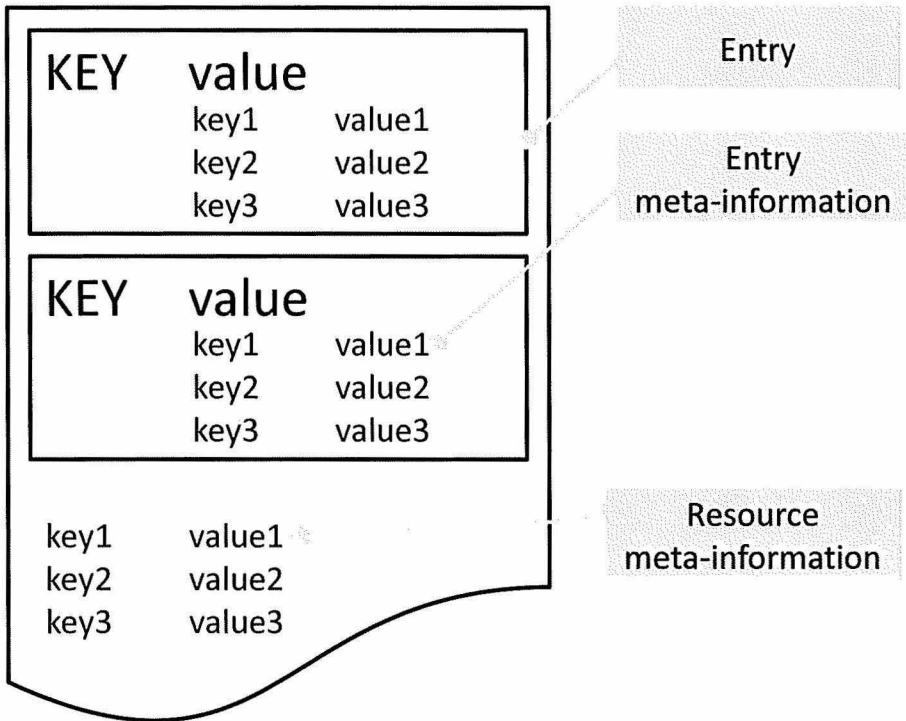 KEY value
key1 value1
key2 value2
key3 value3
KEY value
key1 value1
key2 value2
key3 value3
key1 value1
key2 value2
key3 value3
Entry
Entry
meta-information
Resource
meta-information